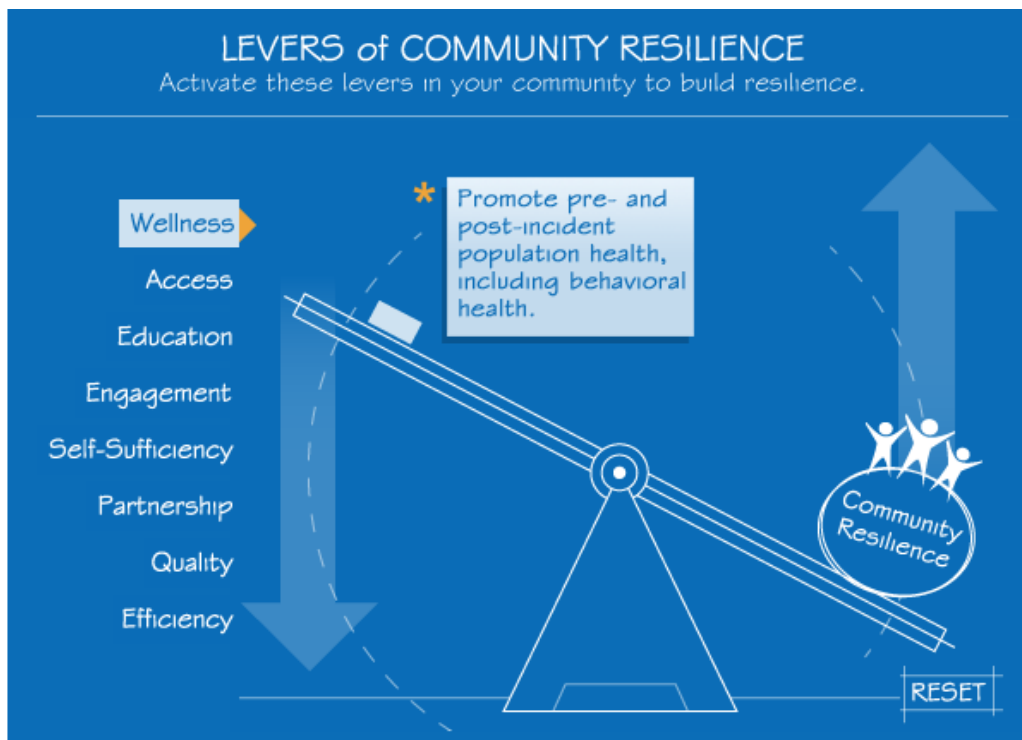 LEVERS of COMMUNITY RESILIENCE
Activate these levers in your community to build resilience.
Wellness
Access
Education
Engagement
Self-Sufficiency
Partnership
Quality
Efficiency
* Promote pre- and
post-incident
population health,
including behavioral
health.
Community
Resilience
RESET